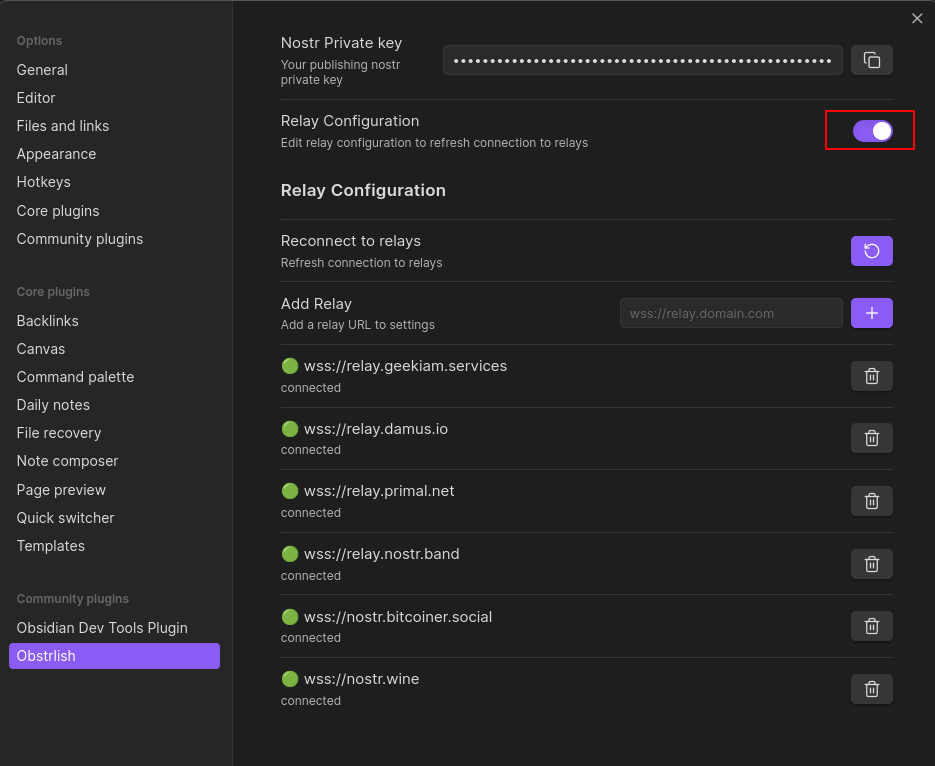 Options
General
Editor
Files and links
Appearance
Hotkeys
Core plugins
Community plugins
Core plugins
Backlinks
Canvas
Command palette
Daily notes
File recovery
Note composer
Page preview
Quick switcher
Templates
Community plugins
Obsidian Dev Tools Plugin
Obstrlish
Nostr Private key
Your publishing nostr
private key
Relay Configuration
Edit relay configuration to refresh connection to relays
Relay Configuration
Reconnect to relays
Refresh connection to relays
Add Relay
Add a relay URL to settings
wss://relay.domain.com
wss://relay.geekiam.services
connected
wss://relay.damus.io
connected
wss://relay.primal.net
connected
wss://relay.nostr.band
connected
wss://nostr.bitcoiner.social
connected
wss://nostr.wine
connected